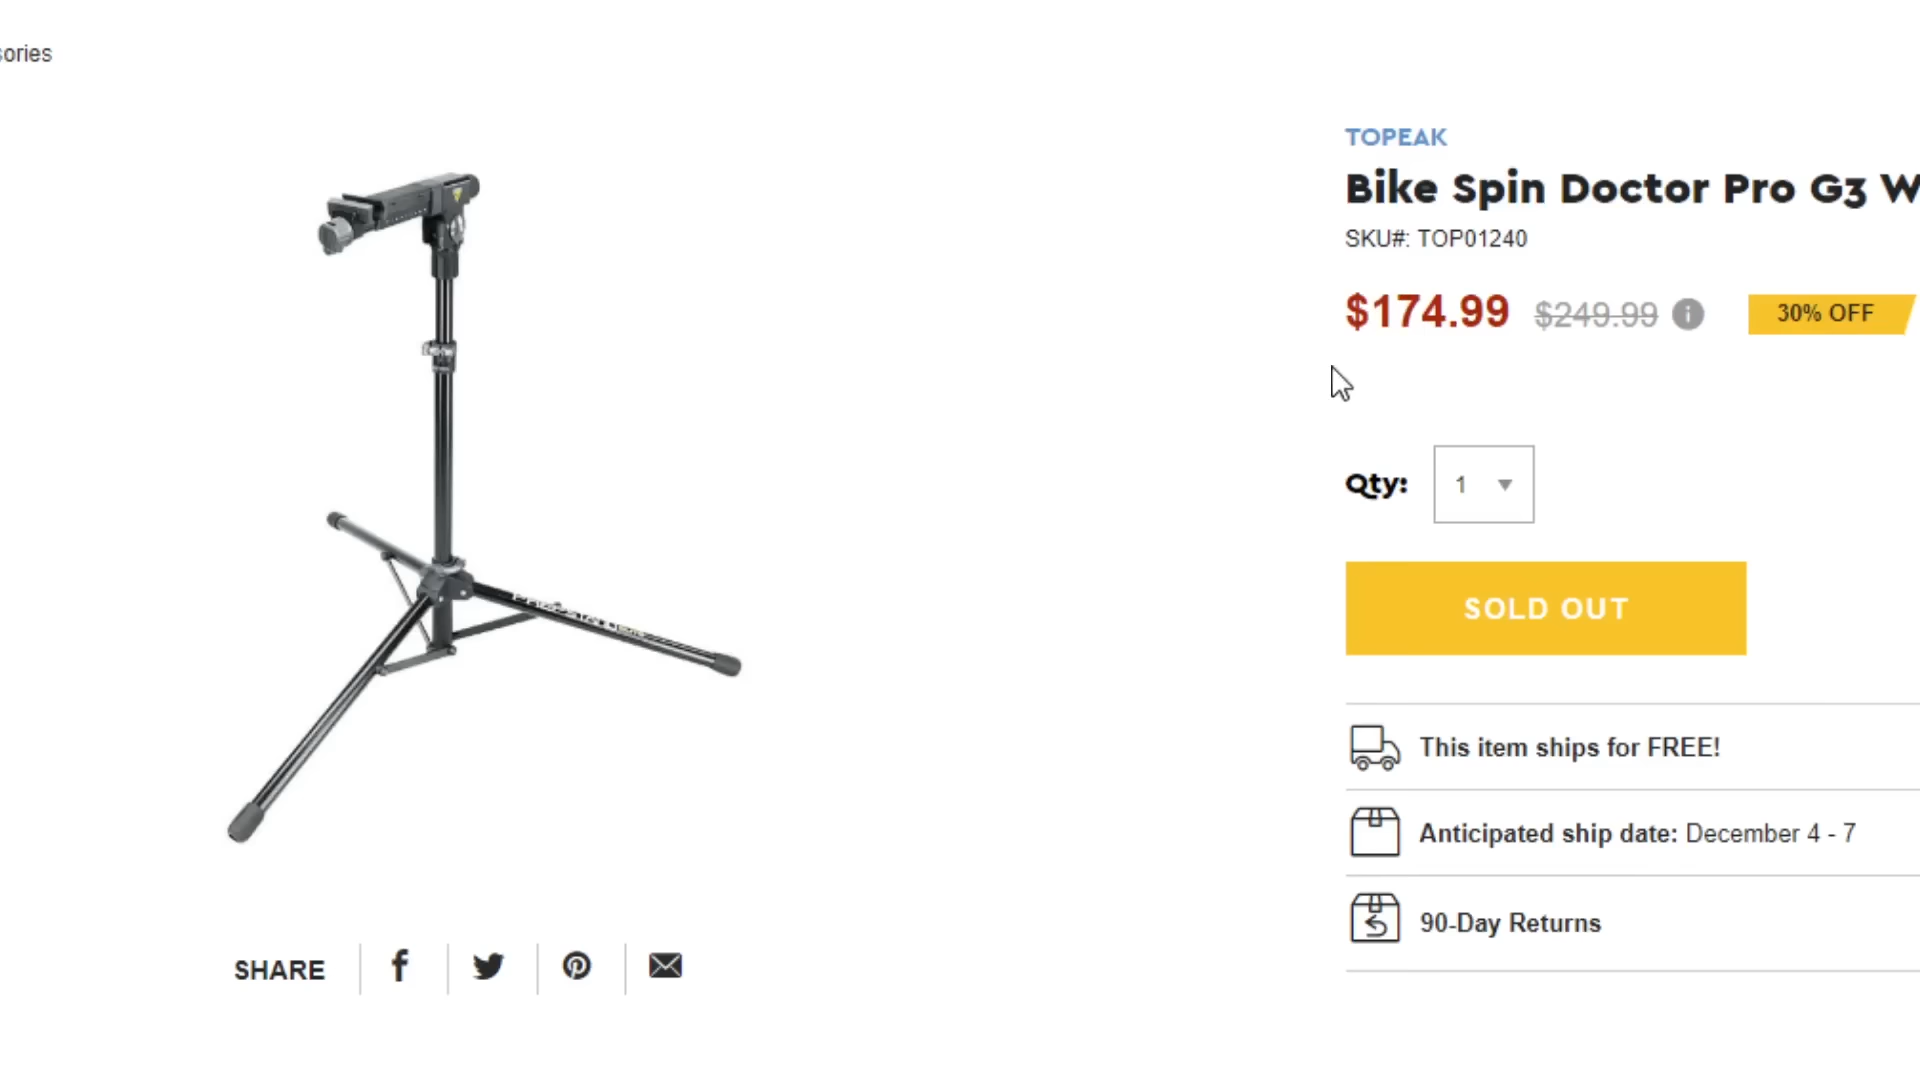 ories
TOPEAK
Bike Spin Doctor Pro G3 W
SKU#: TOP01240
$174.99 $249.99 30% OFF
Qty: 1
SOLD OUT
This item ships for FREE!
Anticipated ship date: December 4 - 7
90-Day Returns
SHARE